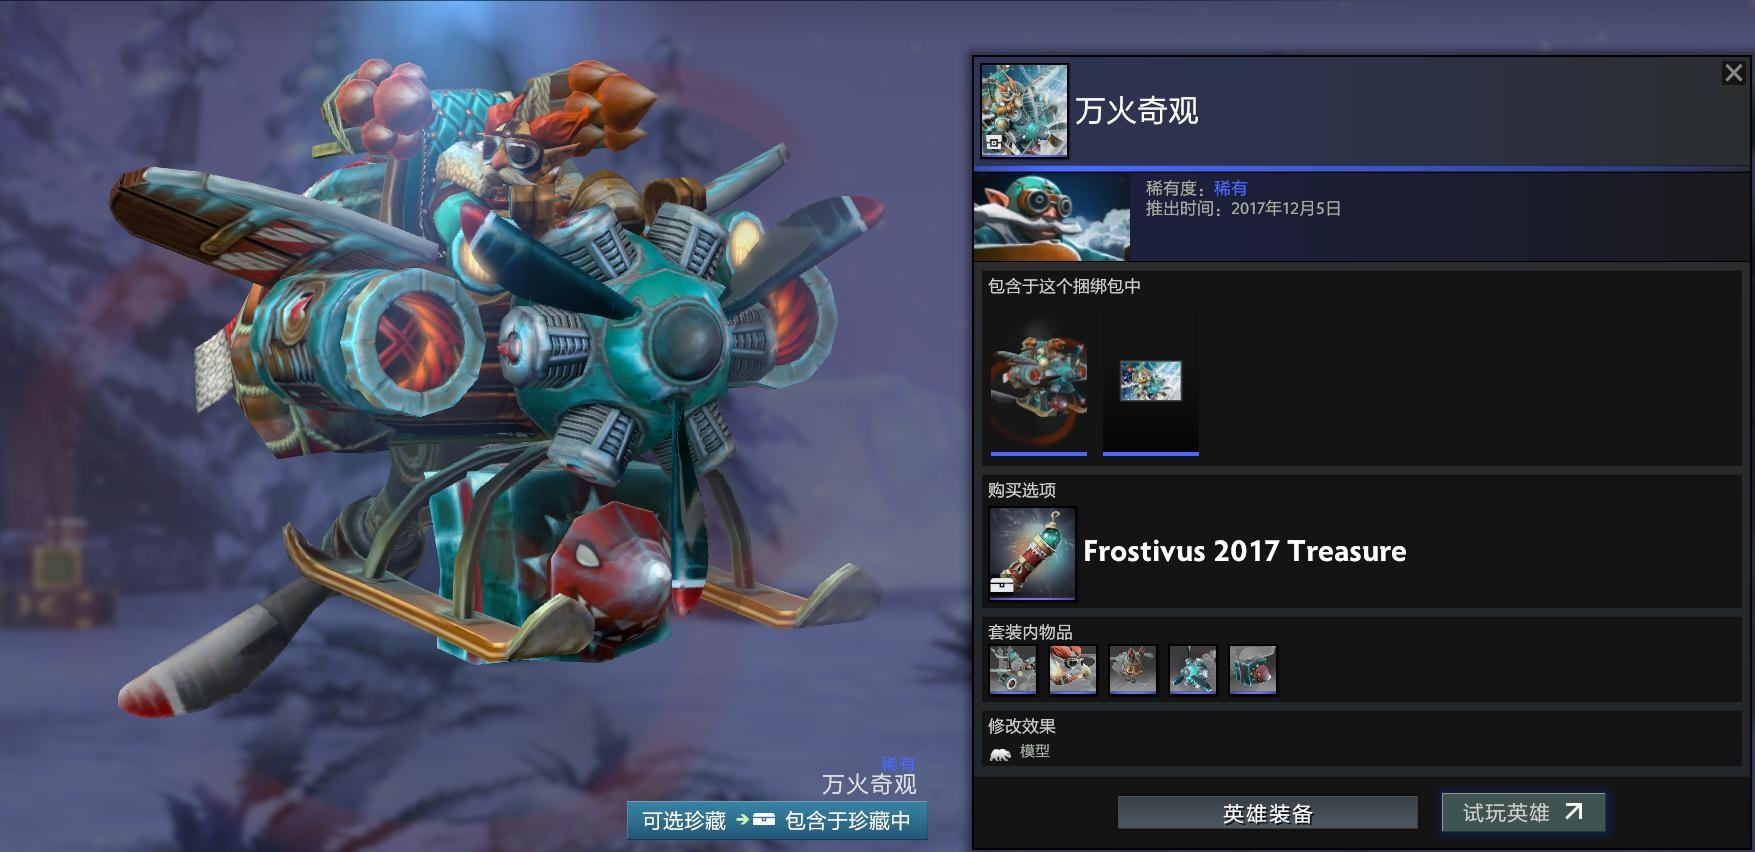 万火奇观
稀有度：稀有
推出时间：2017年12月5日
包含于这个捆绑包中
购买选项
Frostivus 2017 Treasure
套装内物品
修改效果
模型
稀有
万火奇观
可选珍藏 包含于珍藏中
英雄装备
试玩英雄